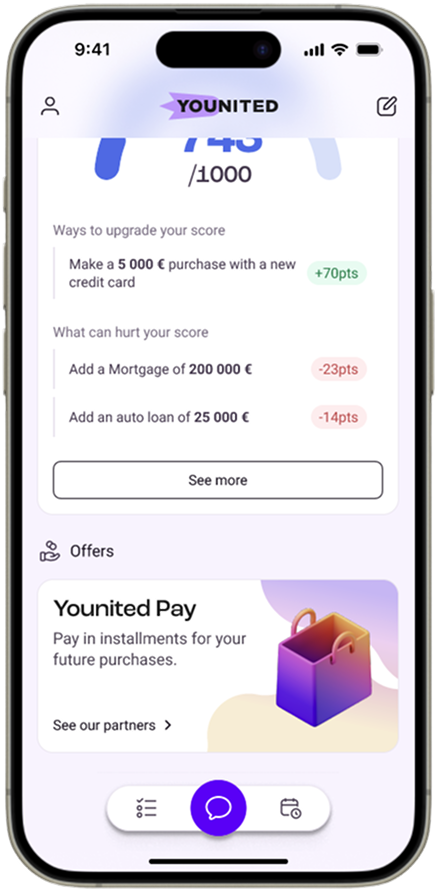 9:41
YOUNITED
743
/1000
Ways to upgrade your score
Make a 5 000 € purchase with a new
credit card
+70pts
What can hurt your score
Add a Mortgage of 200 000 €
-23pts
Add an auto loan of 25 000 €
-14pts
See more
Offers
Younited Pay
Pay in installments for your
future purchases.
See our partners